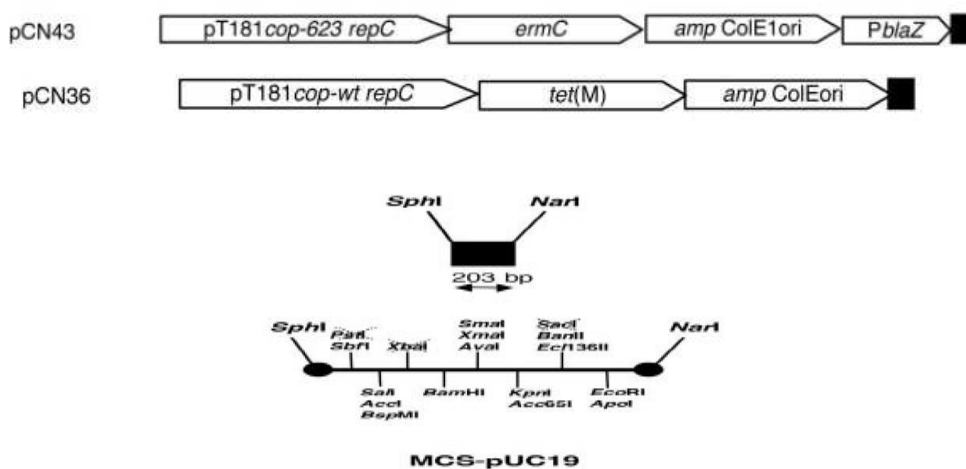 pCN43 pT181cop-623 repC ermC amp ColE1ori PblaZ
pCN36 pT181cop-wt repC tet(M) amp ColEori
SphI NarI
203 bp
SphI PstI SbfI XbaI SmaI XmaI AvaI SacI BanII Ecl136II NarI
SalI AccI BspMI BamHI KpnI Acc65I EcoRI ApoI
MCS-pUC19